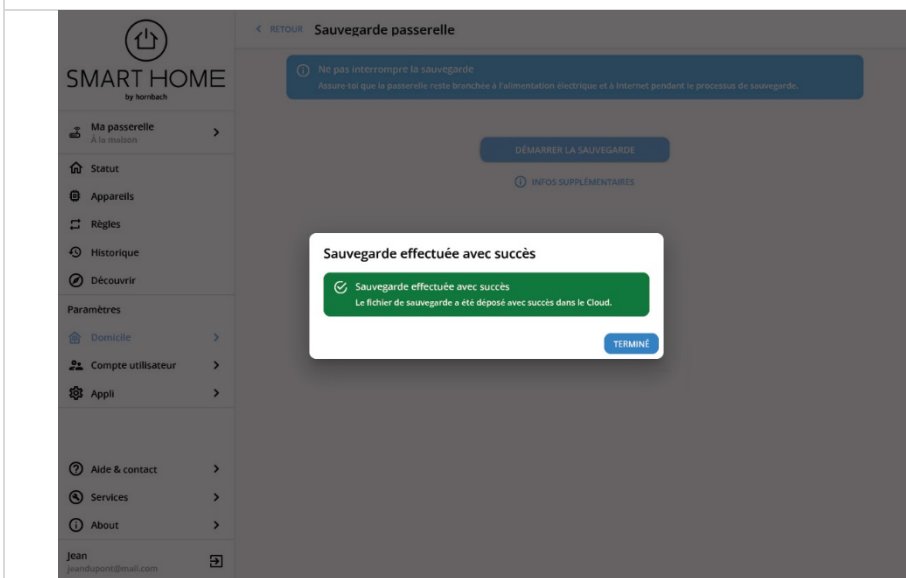 SMART HOME
by hornbach
Ma passerelle
À la maison
Statut
Appareils
Règles
Historique
Découvrir
Paramètres
Domicile
Compte utilisateur
Appli
Aide & contact
Services
About
Jean
jeandupont@mail.com
RETOUR Sauvegarde passerelle
Ne pas interrompre la sauvegarde
Assure-toi que la passerelle reste branchée à l'alimentation électrique et à Internet pendant le processus de sauvegarde.
DÉMARRER LA SAUVEGARDE
INFOS SUPPLÉMENTAIRES
Sauvegarde effectuée avec succès
Sauvegarde effectuée avec succès
Le fichier de sauvegarde a été déposé avec succès dans le Cloud.
TERMINÉ